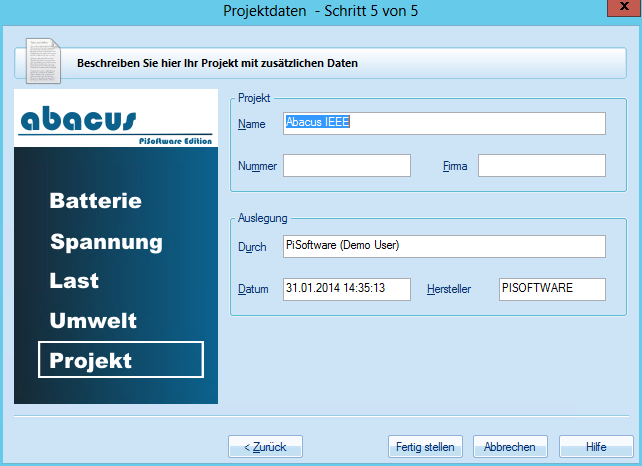 Projektdaten - Schritt 5 von 5
x
Beschreiben Sie hier Ihr Projekt mit zusätzlichen Daten
abacus
PiSoftware Edition
Batterie
Spannung
Last
Umwelt
Projekt
Projekt
Name Abacus IEEE
Nummer Firma
Auslegung
Durch PiSoftware (Demo User)
Datum 31.01.2014 14:35:13 Hersteller PISOFTWARE
< Zurück Fertig stellen Abbrechen Hilfe